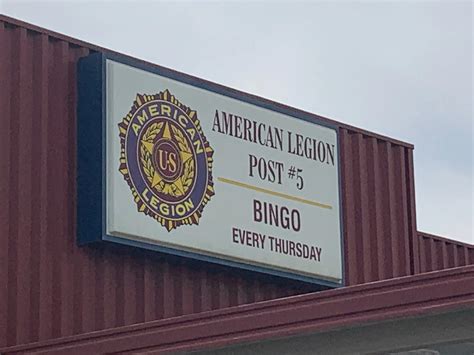 AMERICAN
US
LEGION
AMERICAN LEGION
POST #5
BINGO
EVERY THURSDAY